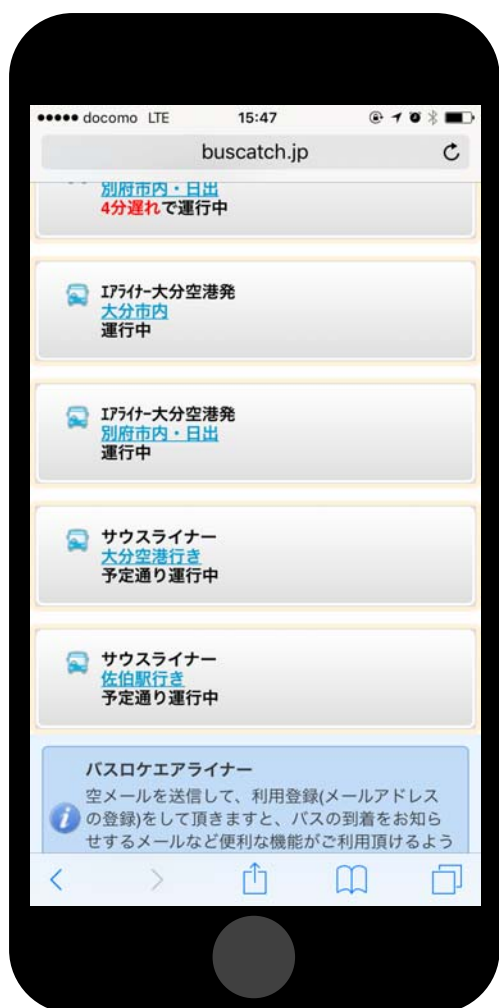 docomo LTE 15:47
buscatch.jp
別府市内・日出
4分遅れで運行中
ｴｱﾗｲﾅｰ大分空港発
大分市内
運行中
ｴｱﾗｲﾅｰ大分空港発
別府市内・日出
運行中
サウスライナー
大分空港行き
予定通り運行中
サウスライナー
佐伯駅行き
予定通り運行中
バスロケエアライナー
空メールを送信して、利用登録(メールアドレス
の登録)をして頂きますと、バスの到着をお知ら
せするメールなど便利な機能がご利用頂けるよう